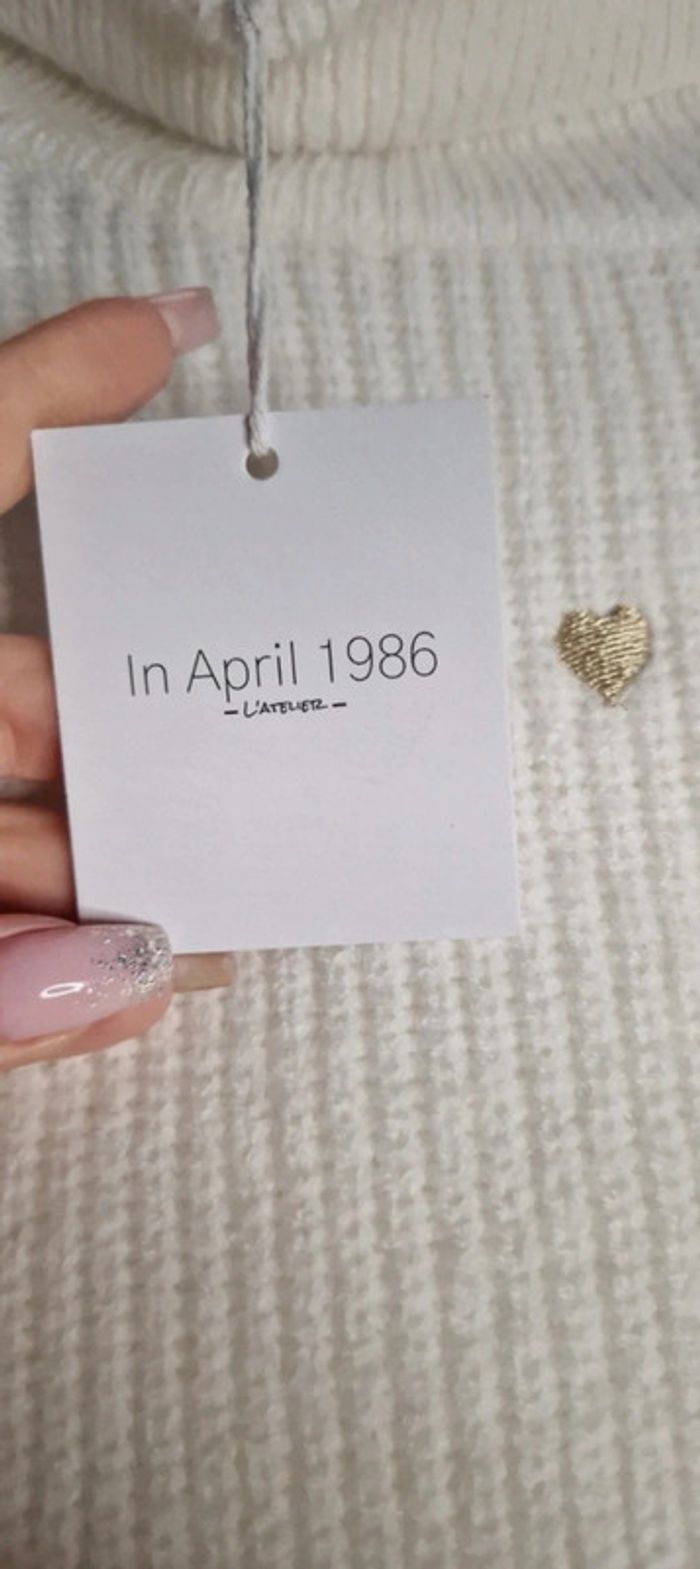 In April 1986
- L'ATELIER -